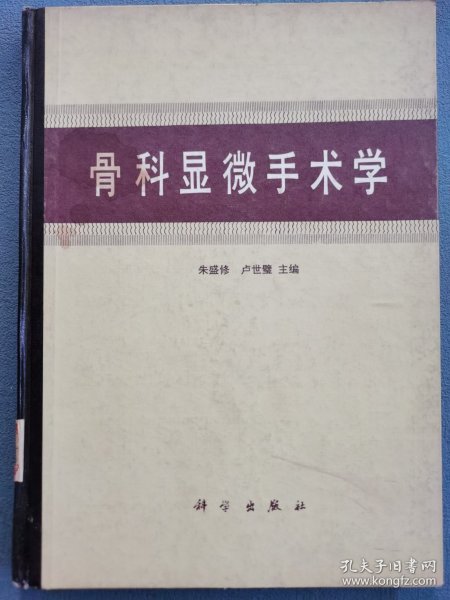 骨科显微手术学
朱盛修 卢世璧 主编
科学出版社
孔夫子旧书网
www.kongfz.com